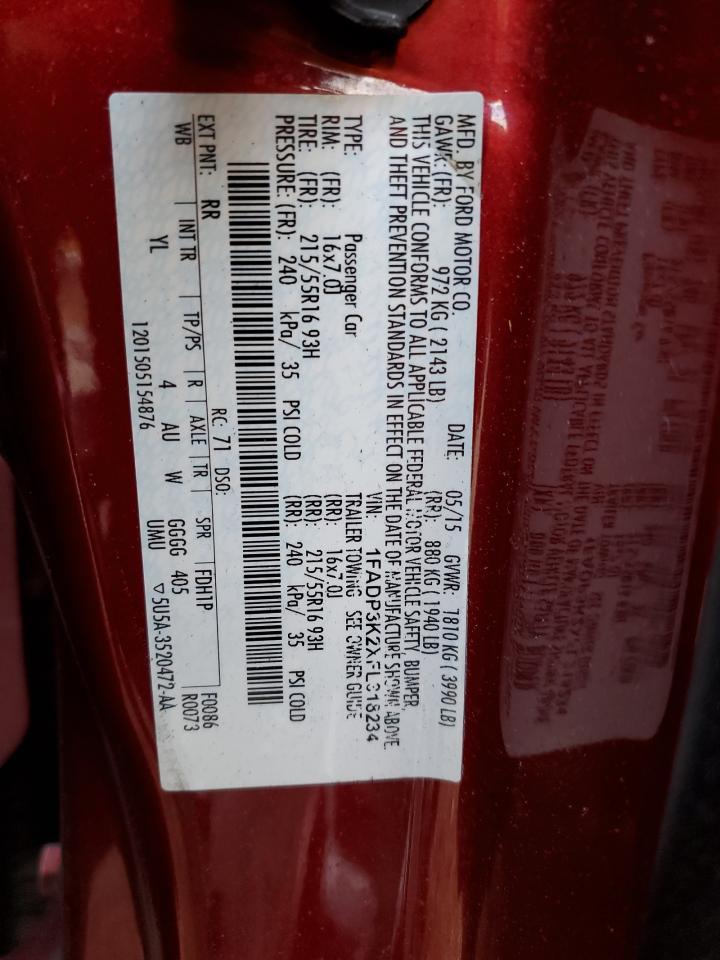 MFD. BY FORD MOTOR CO. DATE: 05/15 GVWR: 1810 KG ( 3990 LB)
GAWR: (FR): 972 KG ( 2143 LB) (RR): 880 KG ( 1940 LB)
THIS VEHICLE CONFORMS TO ALL APPLICABLE FEDERAL MOTOR VEHICLE SAFETY, BUMPER,
AND THEFT PREVENTION STANDARDS IN EFFECT ON THE DATE OF MANUFACTURE SHOWN ABOVE.
VIN: 1FADP3K2XFL318234
TYPE: Passenger Car TRAILER TOWING SEE OWNER GUIDE
RIM: (FR): 16x7.0J (RR): 16x7.0J
TIRE: (FR): 215/55R16 93H (RR): 215/55R16 93H
PRESSURE: (FR): 240 kPa/ 35 PSI COLD (RR): 240 kPa/ 35 PSI COLD
EXT PNT: RR RC: 71 DSO: F0086
WB INT TR TP/PS R AXLE TR SPR FDH1P R0073
YL 4 AU W GGGG 405
UMU ▽5U5A-3520472-AA
1201505154876